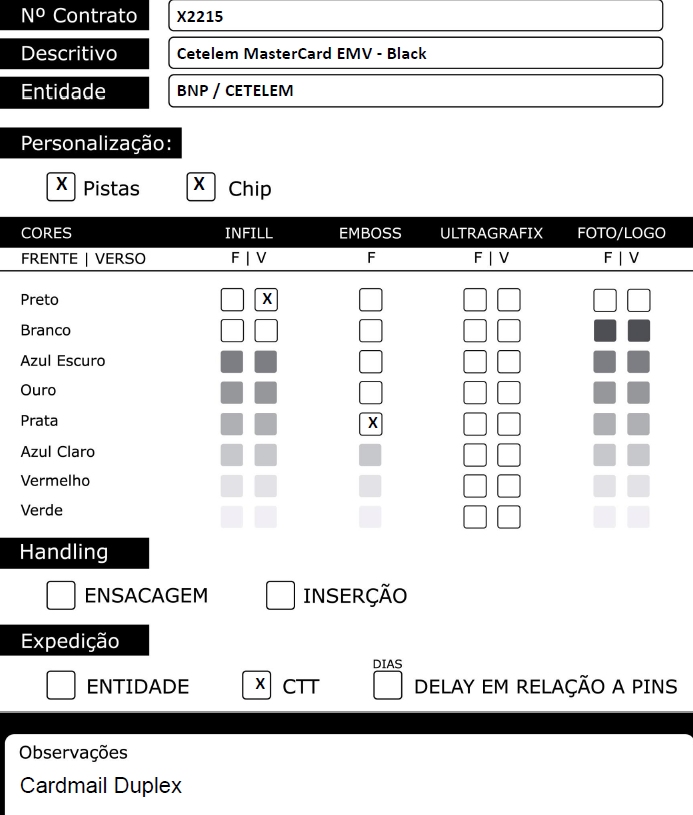 Nº Contrato X2215
Descritivo Cetelem MasterCard EMV - Black
Entidade BNP / CETELEM
Personalização:
X Pistas X Chip
CORES INFILL EMBOSS ULTRAGRAFIX FOTO/LOGO
FRENTE | VERSO F | V F F | V F | V
Preto X
Branco
Azul Escuro
Ouro
Prata X
Azul Claro
Vermelho
Verde
Handling
ENSACAGEM INSERÇÃO
Expedição
DIAS
ENTIDADE X CTT DELAY EM RELAÇÃO A PINS
Observações
Cardmail Duplex